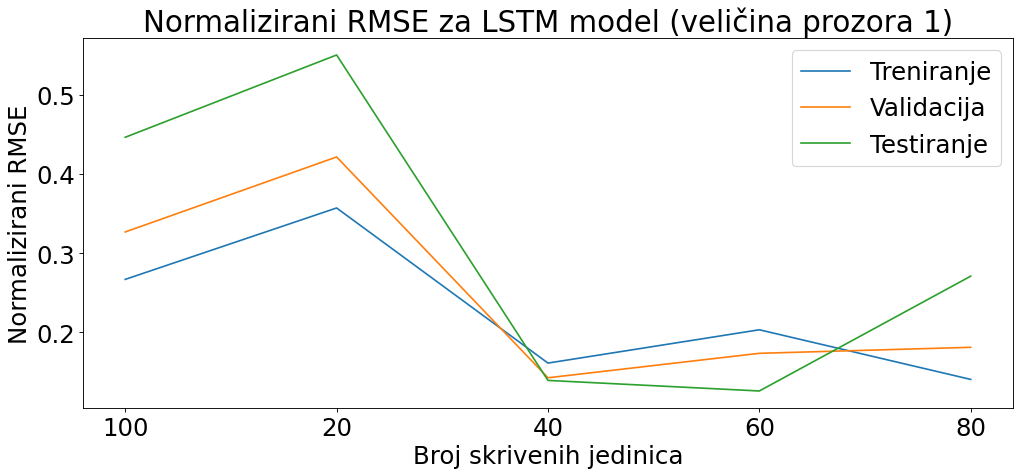 Normalizirani RMSE za LSTM model (veličina prozora 1)
Treniranje
Validacija
Testiranje
Normalizirani RMSE
0.5
0.4
0.3
0.2
100 20 40 60 80
Broj skrivenih jedinica